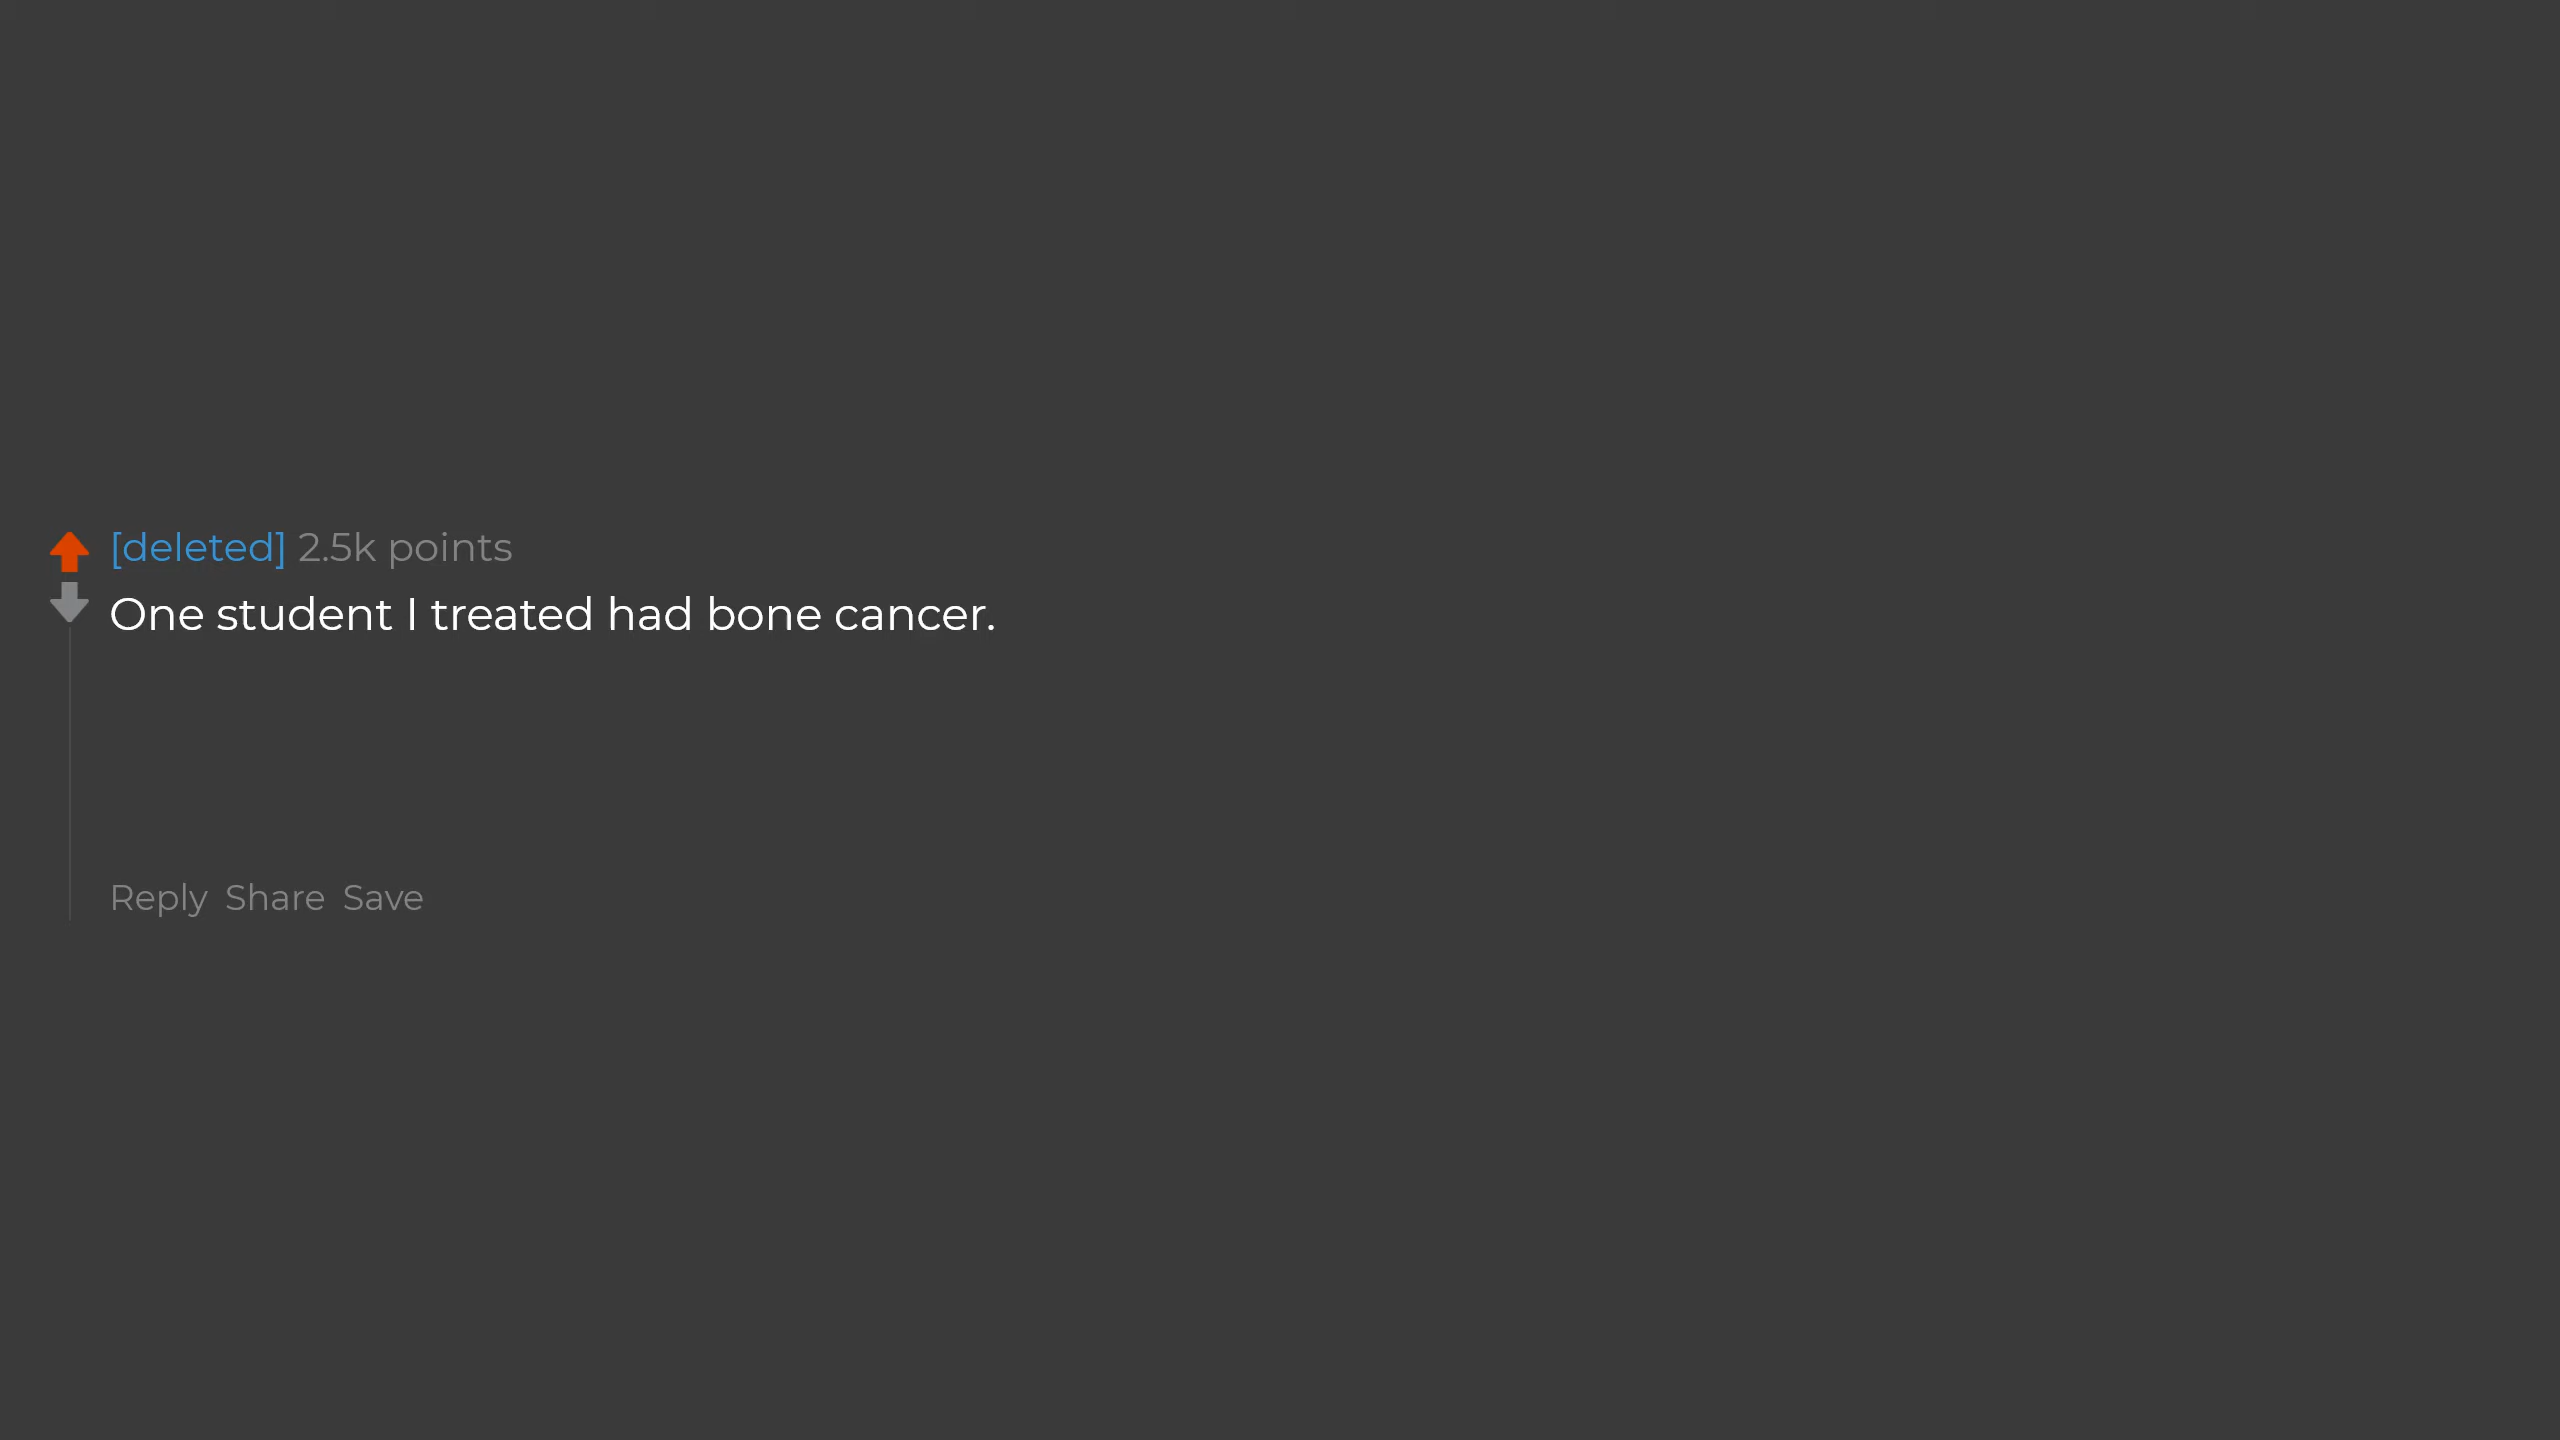 [deleted] 2.5k points
One student I treated had bone cancer.
Reply Share Save